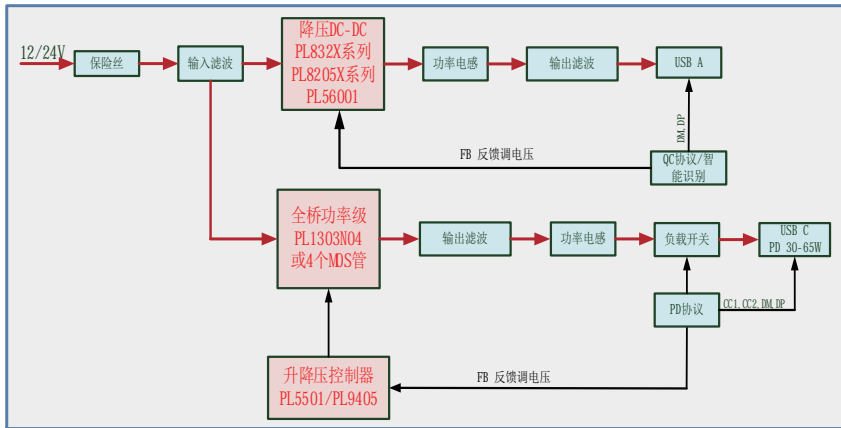 12/24V
保险丝
输入滤波
降压DC-DC
PL832X系列
PL8205X系列
PL56001
功率电感
输出滤波
USB A
DM,DP
FB 反馈调电压
QC协议/智
能识别
全桥功率级
PL1303N04
或4个MOS管
输出滤波
功率电感
负载开关
USB C
PD 30-65W
PD协议
CC1,CC2,DM,DP
升降压控制器
PL5501/PL9405
FB 反馈调电压